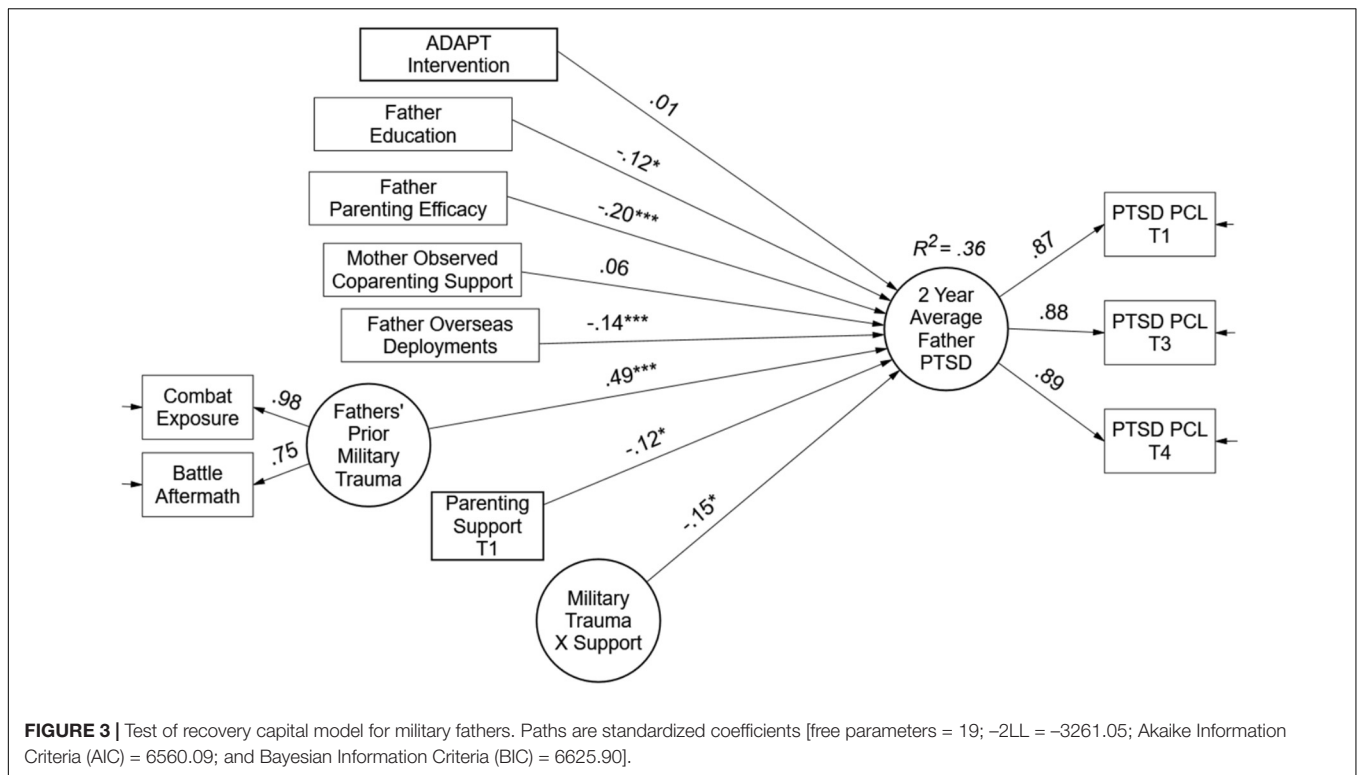 ADAPT
Intervention
.01
Father
Education
-.12*
Father
Parenting Efficacy
-.20***
Mother Observed
Coparenting Support
.06
Father Overseas
Deployments
-.14***
Combat
Exposure
.98
Battle
Aftermath
.75
Fathers'
Prior
Military
Trauma
.49***
Parenting
Support
T1
-.12*
Military
Trauma
X Support
-.15*
R² = .36
2 Year
Average
Father
PTSD
.87
PTSD PCL
T1
.88
PTSD PCL
T3
.89
PTSD PCL
T4
FIGURE 3 | Test of recovery capital model for military fathers. Paths are standardized coefficients [free parameters = 19; –2LL = –3261.05; Akaike Information
Criteria (AIC) = 6560.09; and Bayesian Information Criteria (BIC) = 6625.90].